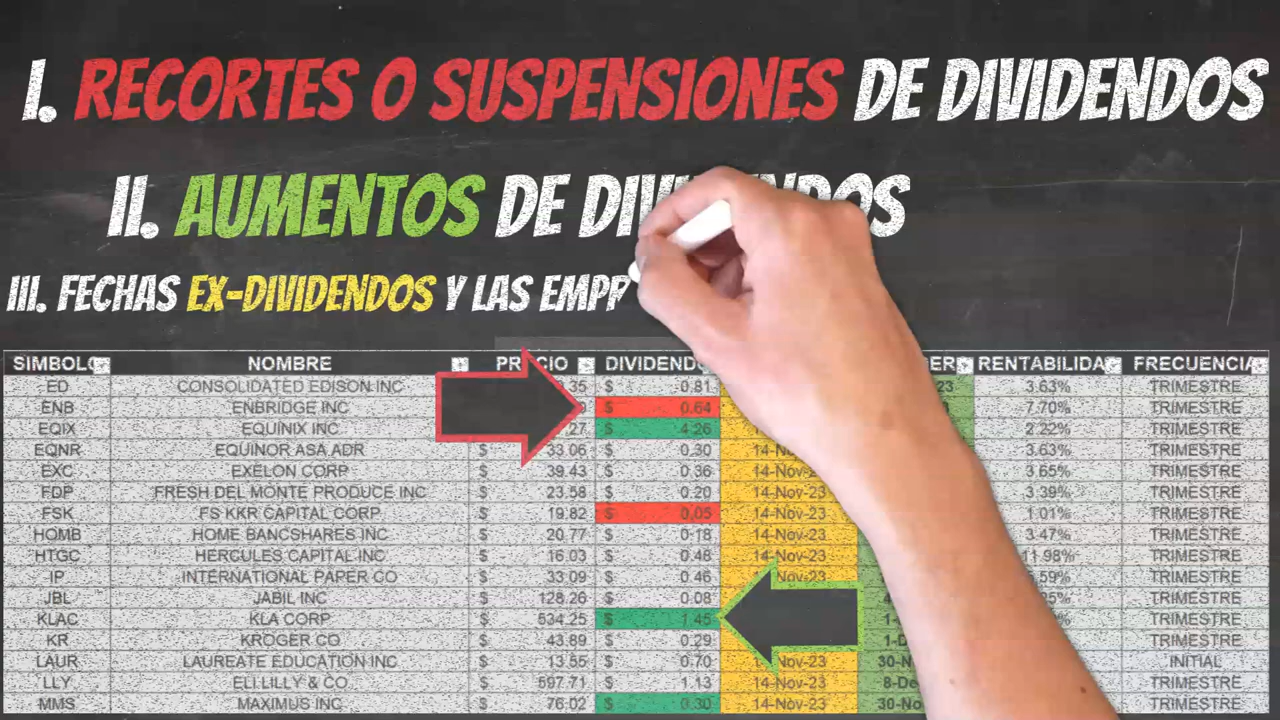 I. RECORTES O SUSPENSIONES DE DIVIDENDOS
II. AUMENTOS DE DIVIDENDOS
III. FECHAS EX-DIVIDENDOS Y LAS
SIMBOLO NOMBRE PRECIO DIVIDENDO RENTABILIDA FRECUENCIA
ED CONSOLIDATED EDISON INC $ 0.81 3.63% TRIMESTRE
ENB ENBRIDGE INC $ 0.64 7.70% TRIMESTRE
EQIX EQUINIX INC $ 4.26 2.22% TRIMESTRE
EQNR EQUINOR ASA ADR $ 33.06 $ 0.30 14-Nov-23 3.63% TRIMESTRE
EXC EXELON CORP $ 39.43 $ 0.36 14-Nov-23 3.65% TRIMESTRE
FDP FRESH DEL MONTE PRODUCE INC $ 23.58 $ 0.20 14-Nov-23 3.39% TRIMESTRE
FSK FS KKR CAPITAL CORP $ 19.82 $ 0.05 14-Nov-23 1.01% TRIMESTRE
HOMB HOME BANCSHARES INC $ 20.77 $ 0.18 14-Nov-23 3.47% TRIMESTRE
HTGC HERCULES CAPITAL INC $ 16.03 $ 0.48 14-Nov-23 11.98% TRIMESTRE
IP INTERNATIONAL PAPER CO $ 33.09 $ 0.46 14-Nov-23 TRIMESTRE
JBL JABIL INC $ 128.26 $ 0.08 TRIMESTRE
KLAC KLA CORP $ 534.25 $ 1.45 TRIMESTRE
KR KROGER CO $ 43.89 $ 0.29 TRIMESTRE
LAUR LAUREATE EDUCATION INC $ 13.55 $ 0.70 INITIAL
LLY ELI LILLY & CO $ 597.71 $ 1.13 14-Nov-23 TRIMESTRE
MMS MAXIMUS INC $ 76.02 $ 0.30 14-Nov-23 TRIMESTRE